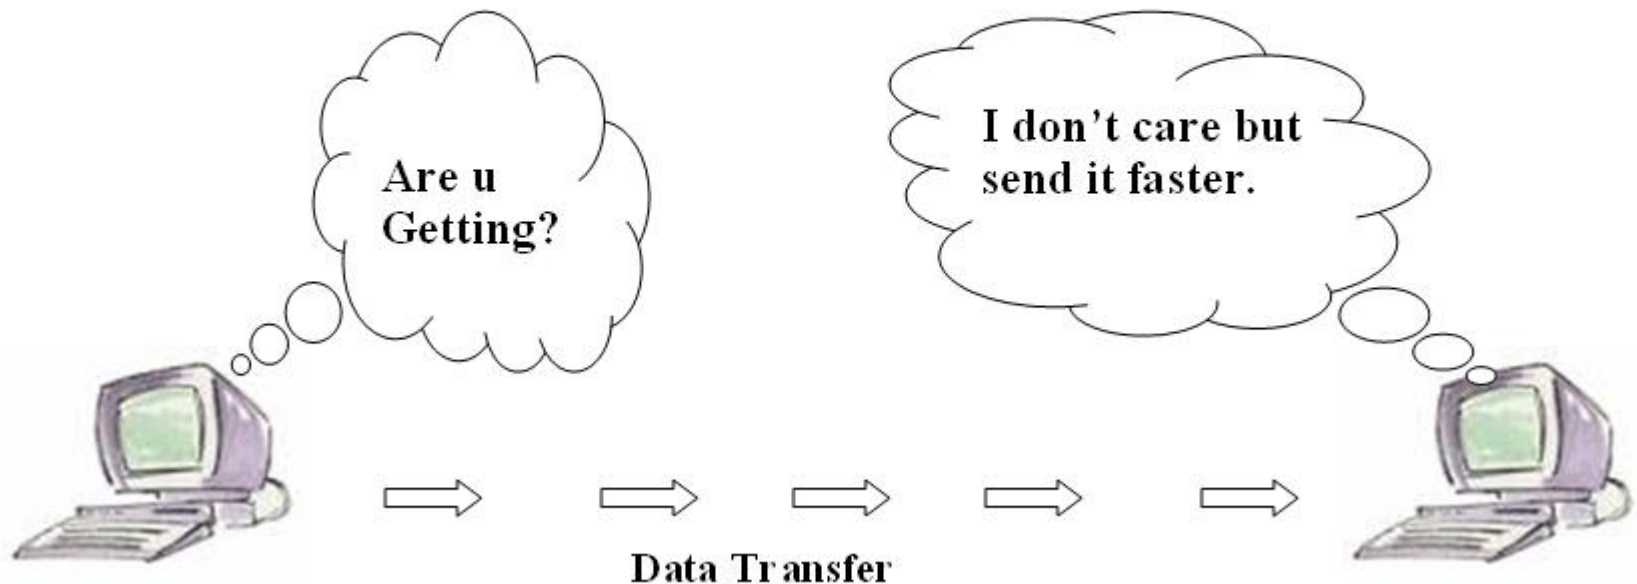 Are u
Getting?
I don't care but
send it faster.
Data Transfer